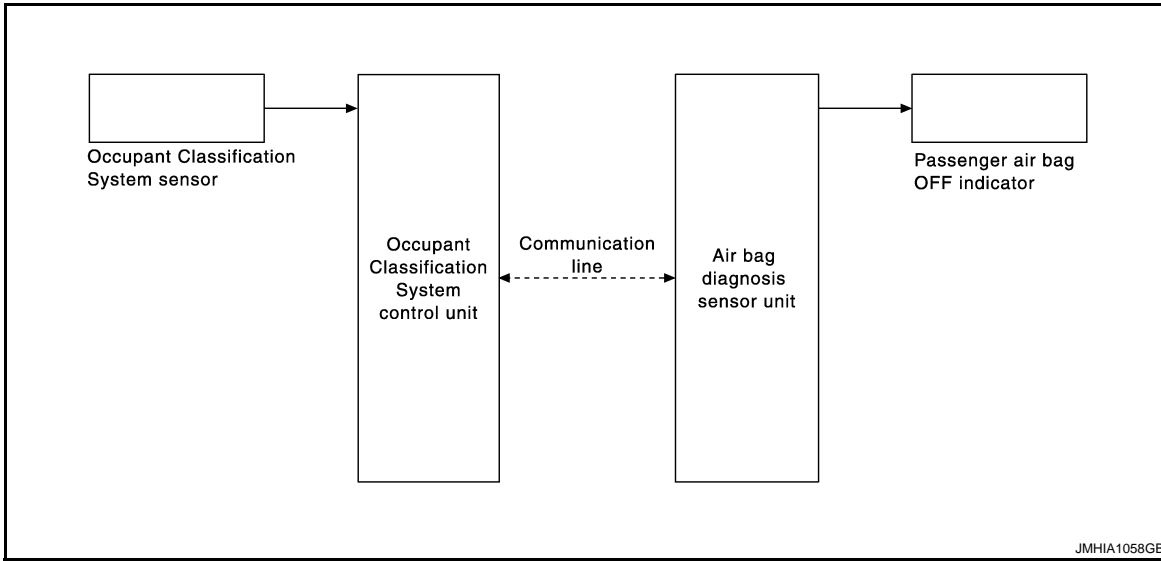 Occupant Classification
System sensor
Occupant
Classification
System
control unit
Communication
line
Air bag
diagnosis
sensor unit
Passenger air bag
OFF indicator
JMHIA1058GB